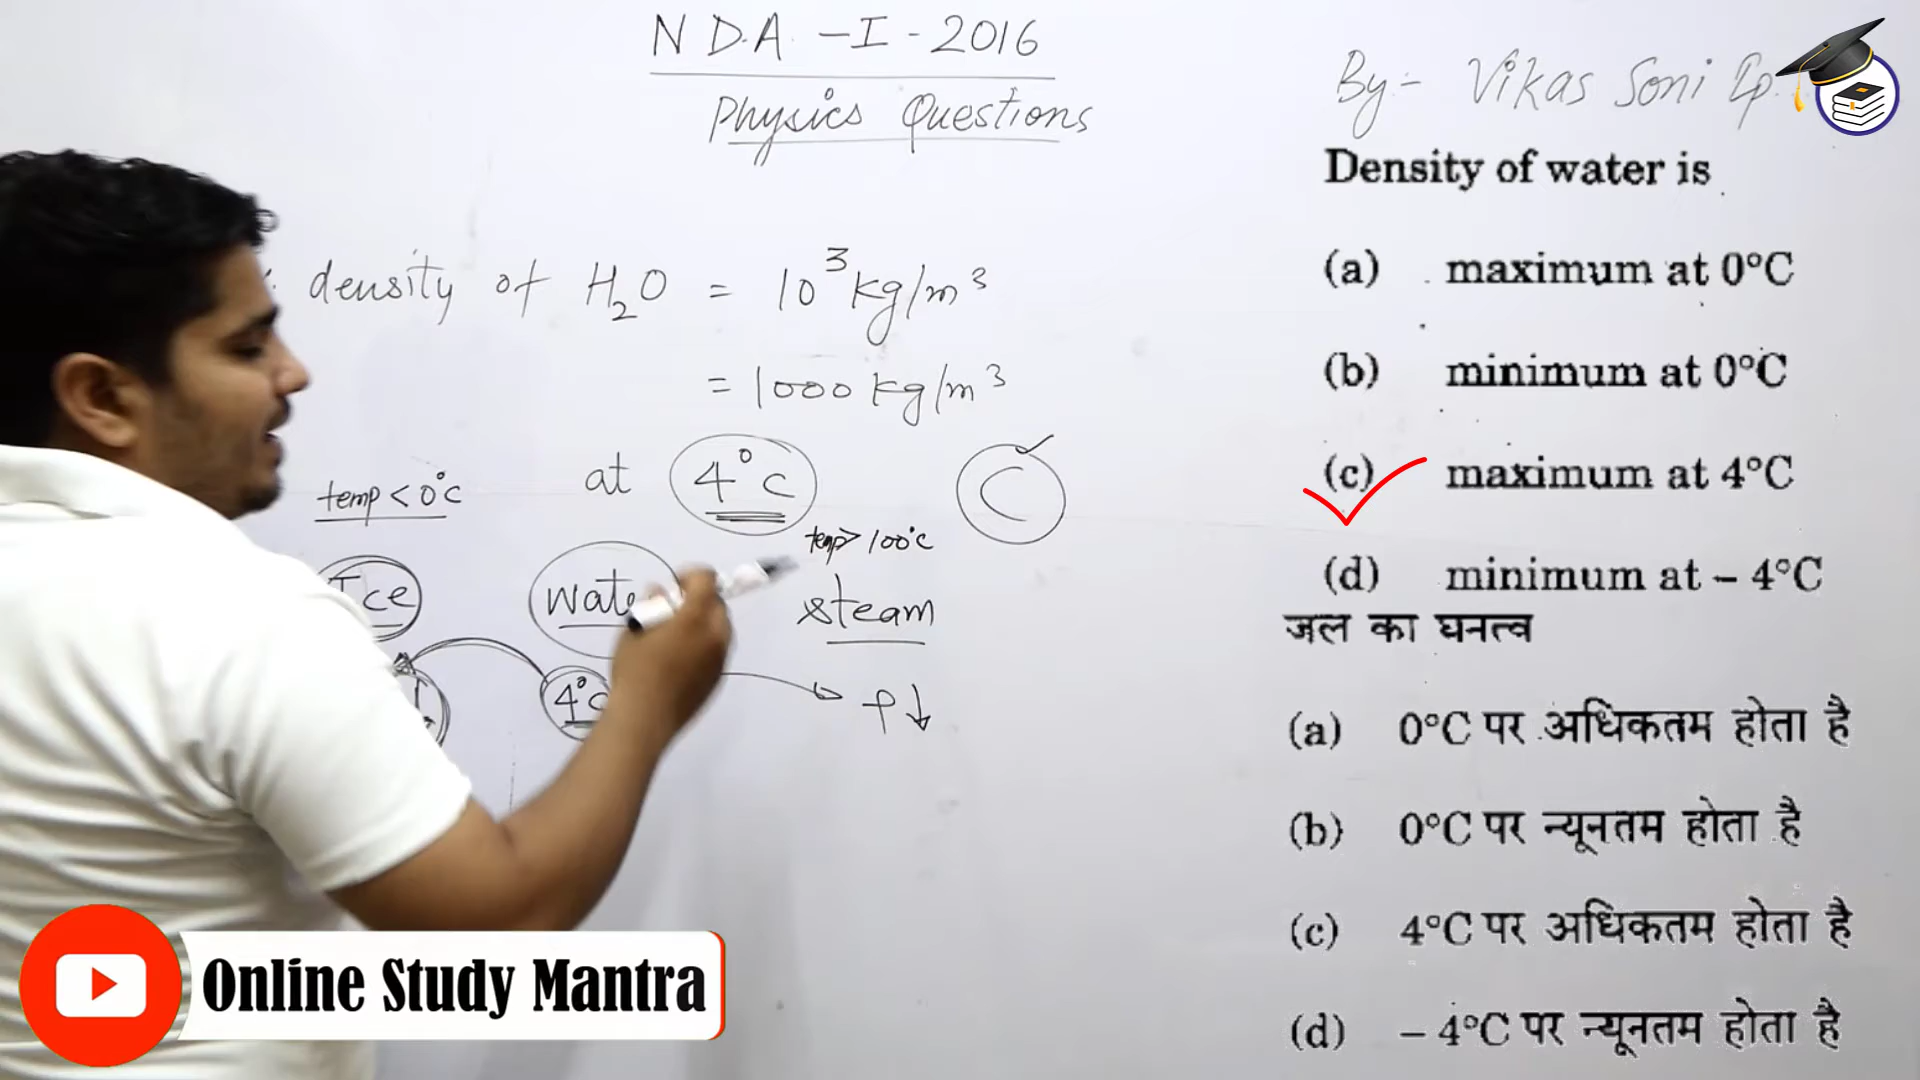 N D.A. - I - 2016
Physics Questions
By:- Vikas Soni
density of H₂O = 10³ kg/m³
= 1000 kg/m³
at 4°C
C
temp < 0°C
temp > 100°C
Ice
Water
steam
4°C
ρ↓
Density of water is
(a) maximum at 0°C
(b) minimum at 0°C
(c) maximum at 4°C
(d) minimum at – 4°C
जल का घनत्व
(a) 0°C पर अधिकतम होता है
(b) 0°C पर न्यूनतम होता है
(c) 4°C पर अधिकतम होता है
(d) – 4°C पर न्यूनतम होता है
Online Study Mantra